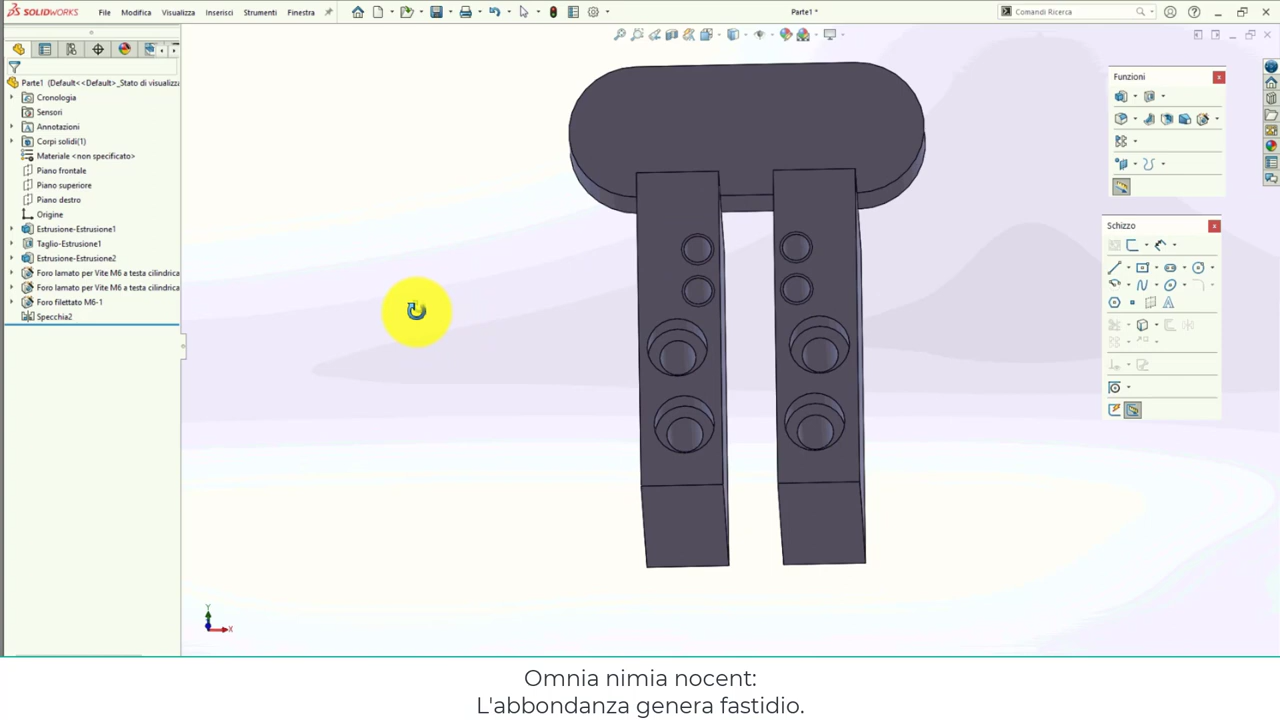 SOLIDWORKS
File
Modifica
Visualizza
Inserisci
Strumenti
Finestra
Parte1 *
Comandi Ricerca
Parte1 (Default<<Default>_Stato di visualizza
Cronologia
Sensori
Annotazioni
Corpi solidi(1)
Materiale <non specificato>
Piano frontale
Piano superiore
Piano destro
Origine
Estrusione-Estrusione1
Taglio-Estrusione1
Estrusione-Estrusione2
Foro lamato per Vite M6 a testa cilindrica
Foro lamato per Vite M6 a testa cilindrica
Foro filettato M6-1
Specchia2
Funzioni
Schizzo
Y
X
Omnia nimia nocent:
L'abbondanza genera fastidio.